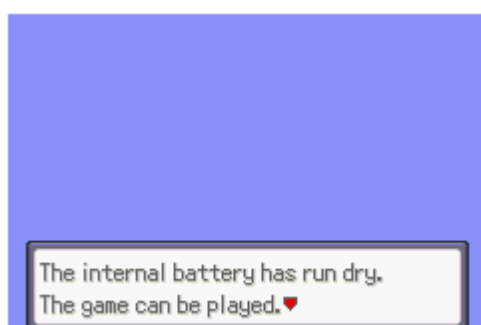 The internal battery has run dry.
The game can be played.